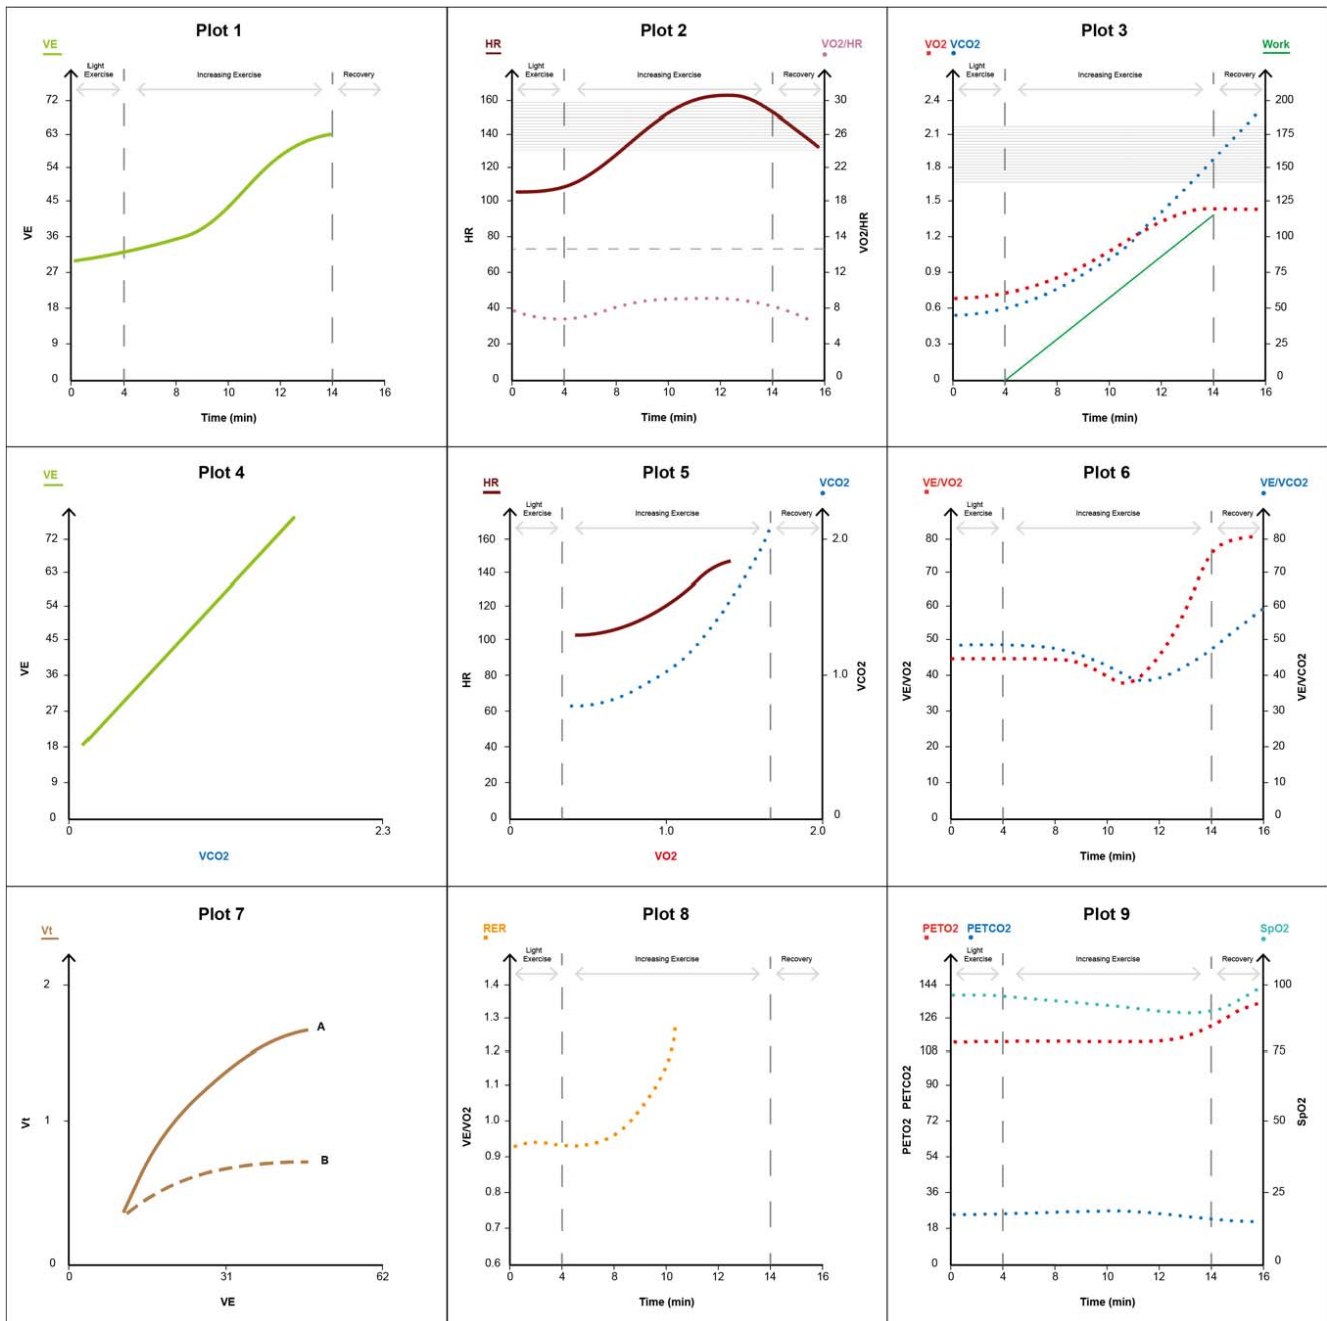 Plot 1
VE
Light
Exercise
Increasing Exercise
Recovery
72
63
54
45
36
27
18
9
0
VE
0 4 8 10 12 14 16
Time (min)
Plot 2
HR
VO2/HR
Light
Exercise
Increasing Exercise
Recovery
160
140
120
100
80
60
40
20
0
HR
30
26
22
18
14
12
8
4
0
VO2/HR
0 4 8 10 12 14 16
Time (min)
Plot 3
VO2 VCO2
Work
Light
Exercise
Increasing Exercise
Recovery
2.4
2.1
1.8
1.5
1.2
0.9
0.6
0.3
0
200
175
150
125
100
75
50
25
0
0 4 8 10 12 14 16
Time (min)
Plot 4
VE
72
63
54
45
36
27
18
9
0
VE
0 2.3
VCO2
Plot 5
HR
VCO2
Light
Exercise
Increasing Exercise
Recovery
160
140
120
100
80
60
40
20
0
HR
2.0
1.0
0
VCO2
0 1.0 2.0
VO2
Plot 6
VE/VO2
VE/VCO2
Light
Exercise
Increasing Exercise
Recovery
80
70
60
50
40
30
20
10
0
VE/VO2
80
70
60
50
40
30
20
10
0
VE/VCO2
0 4 8 10 12 14 16
Time (min)
Plot 7
Vt
2
1
0
Vt
A
B
0 31 62
VE
Plot 8
RER
Light
Exercise
Increasing Exercise
Recovery
1.4
1.3
1.2
1.1
1.0
0.9
0.8
0.7
0.6
VE/VO2
0 4 8 10 12 14 16
Time (min)
Plot 9
PETO2 PETCO2
SpO2
Light
Exercise
Increasing Exercise
Recovery
144
126
108
90
72
54
36
18
0
PETO2 PETCO2
100
75
50
25
0
SpO2
0 4 8 10 12 14 16
Time (min)